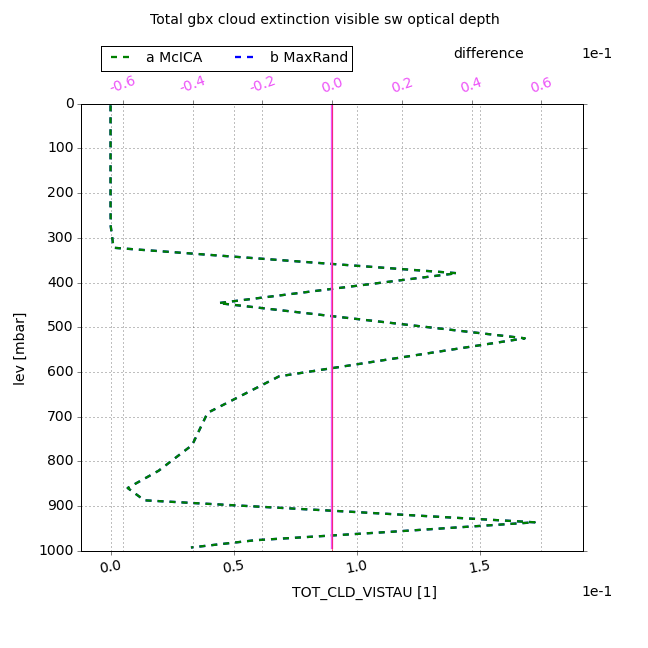 Total gbx cloud extinction visible sw optical depth
a McICA b MaxRand difference 1e-1
-0.6 -0.4 -0.2 0.0 0.2 0.4 0.6
0
100
200
300
400
500
600
700
800
900
1000
lev [mbar]
0.0 0.5 1.0 1.5
TOT_CLD_VISTAU [1] 1e-1